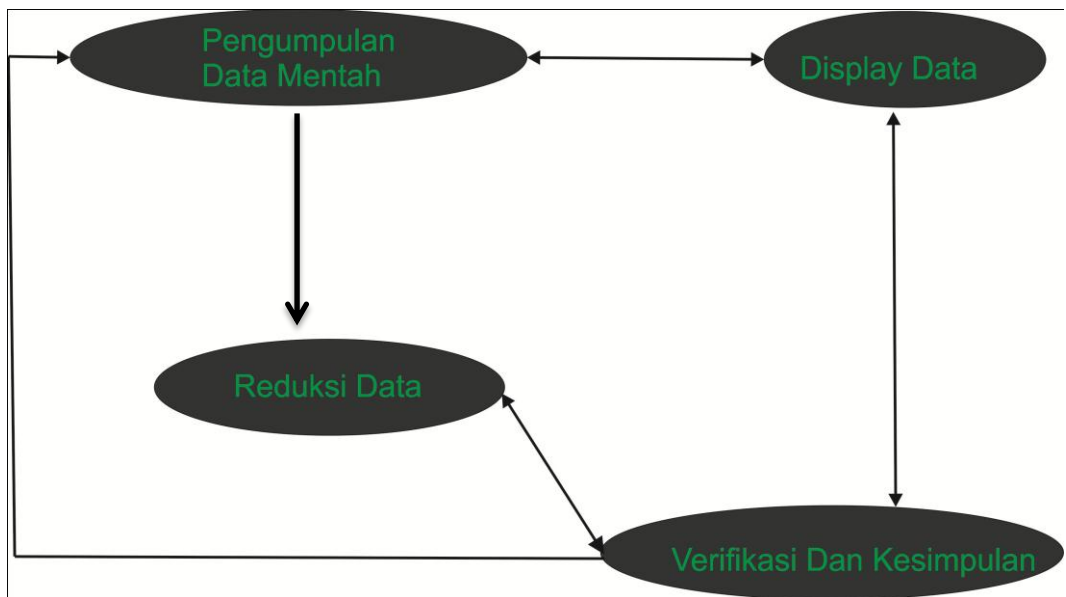 Pengumpulan
Data Mentah
Display Data
Reduksi Data
Verifikasi Dan Kesimpulan